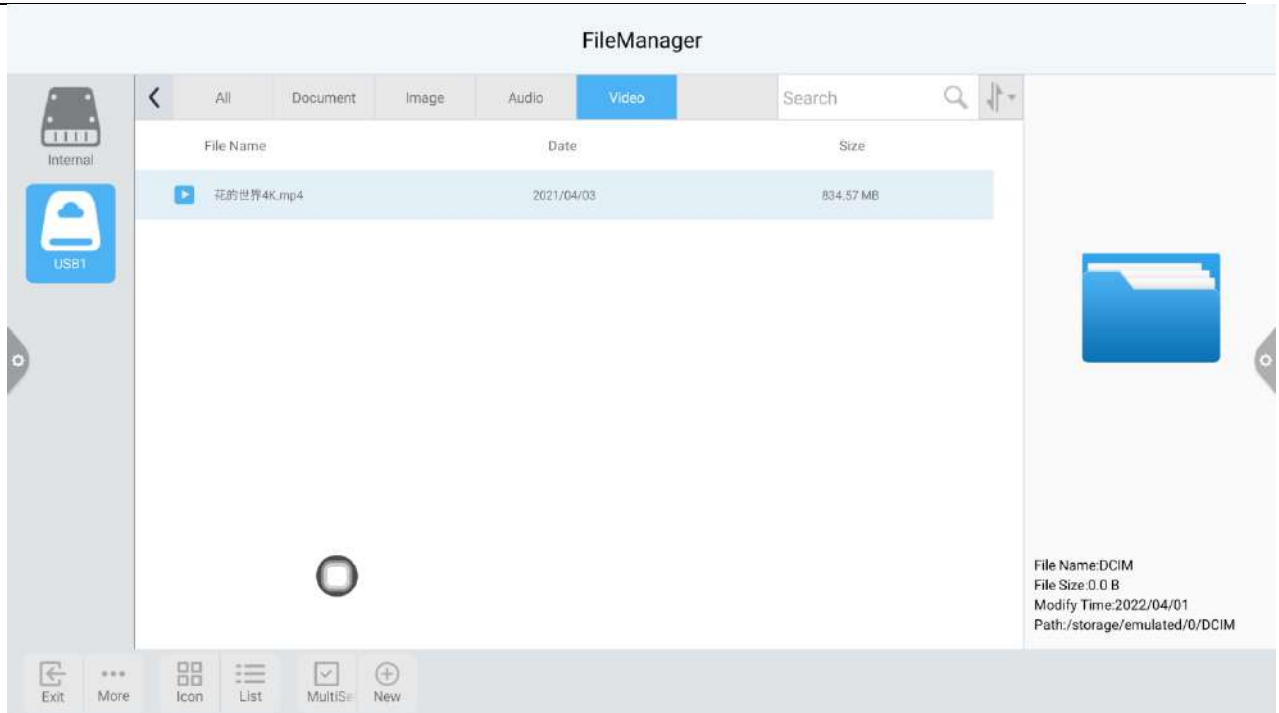 FileManager
All Document Image Audio Video Search
Internal
File Name Date Size
花的世界4K.mp4 2021/04/03 834.57 MB
USB1
File Name:DCIM
File Size:0.0 B
Modify Time:2022/04/01
Path:/storage/emulated/0/DCIM
Exit More Icon List MultiSe New